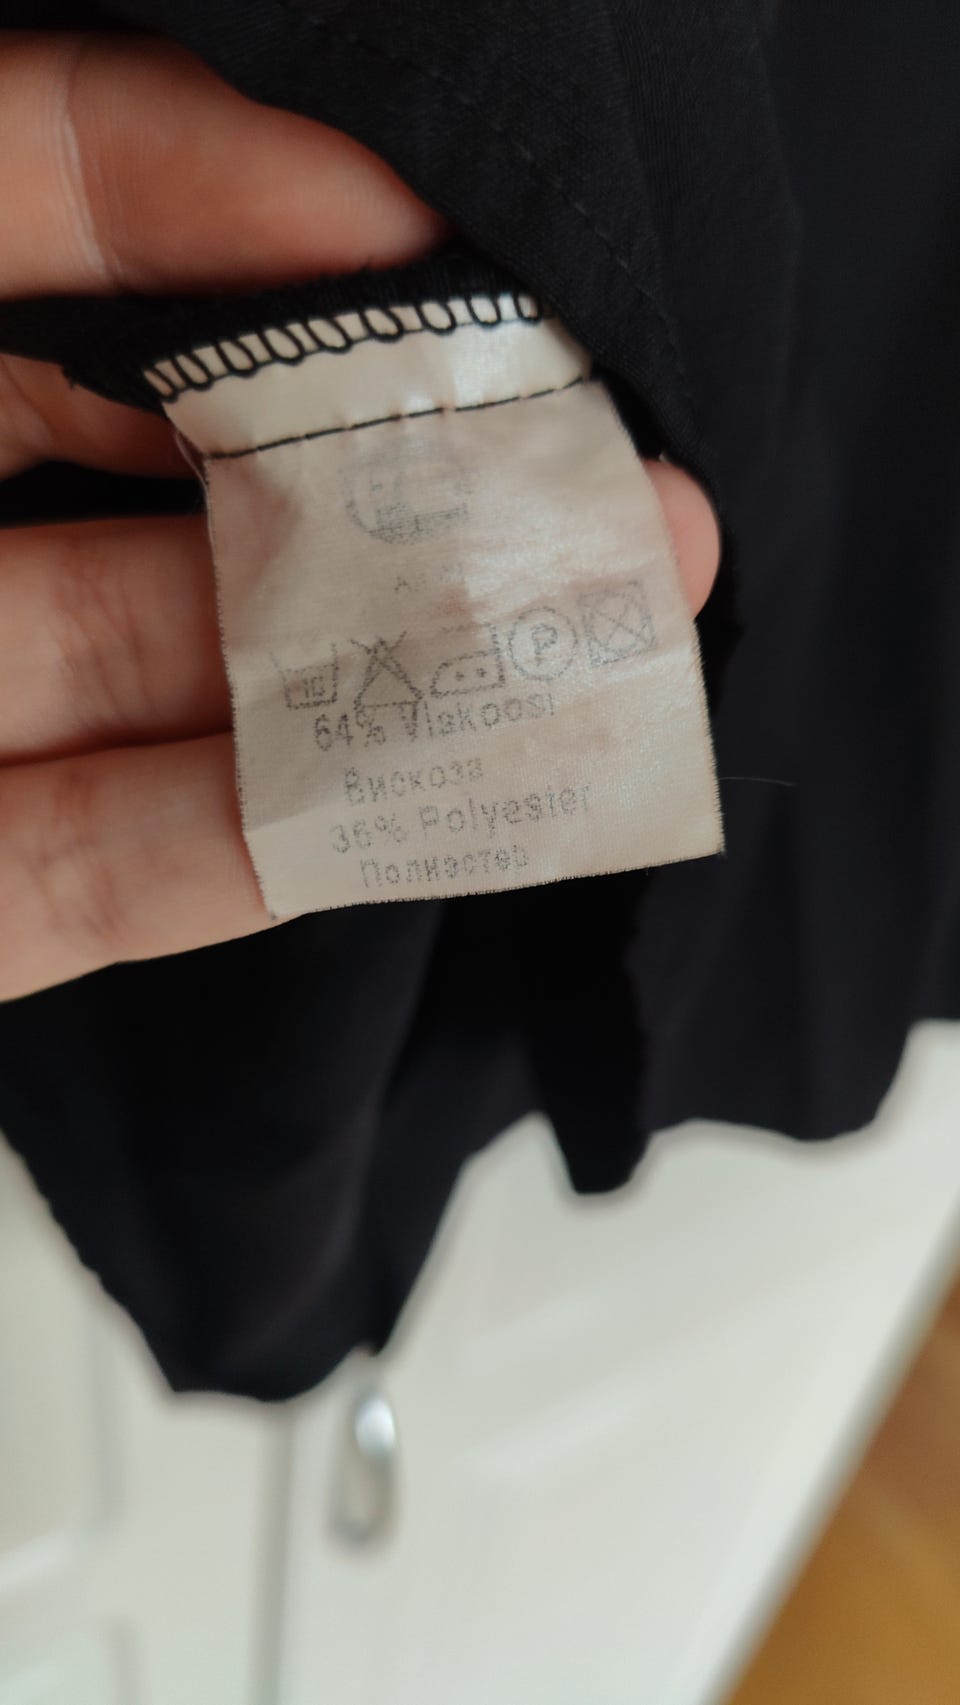 P
64% Viskoosi
Вискоза
36% Polyester
Полиэстер